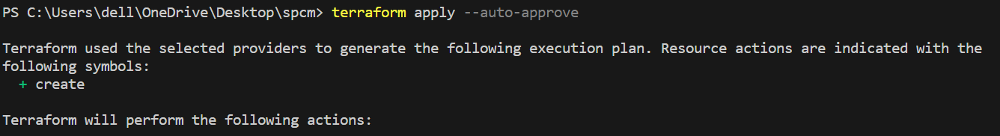 PS C:\Users\dell\OneDrive\Desktop\spcm> terraform apply --auto-approve
Terraform used the selected providers to generate the following execution plan. Resource actions are indicated with the
following symbols:
  + create
Terraform will perform the following actions: